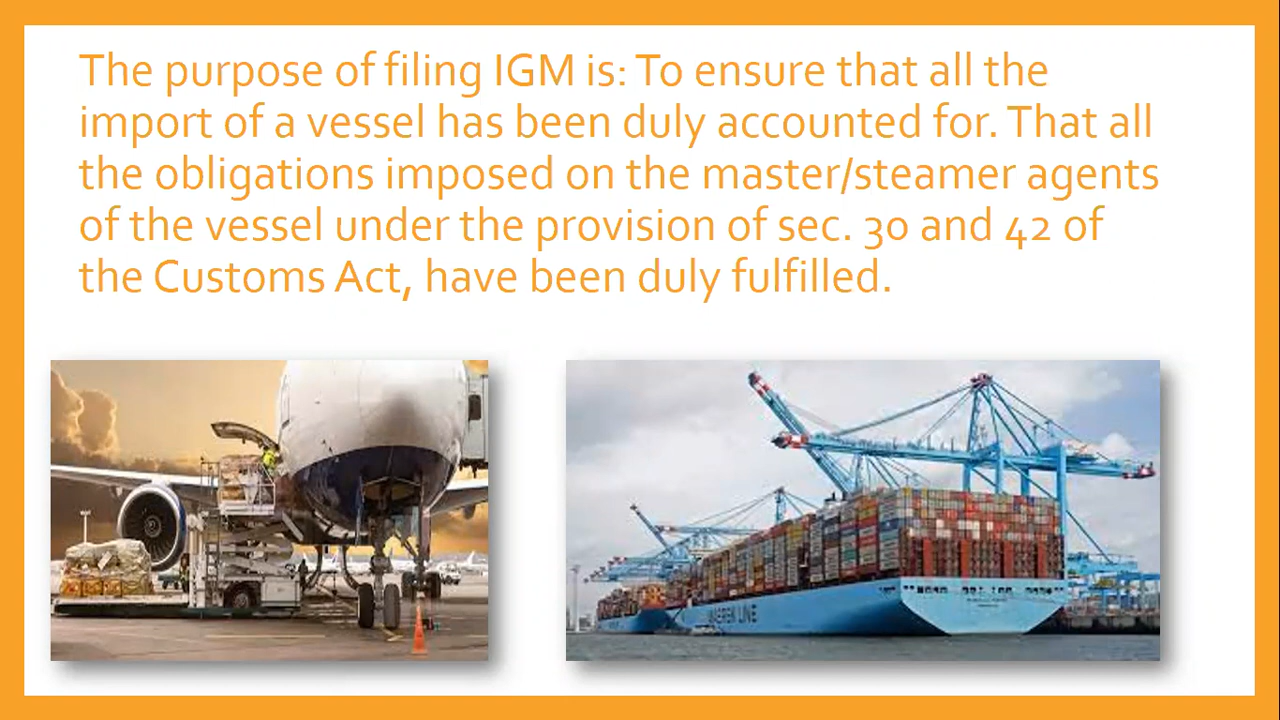 The purpose of filing IGM is: To ensure that all the
import of a vessel has been duly accounted for. That all
the obligations imposed on the master/steamer agents
of the vessel under the provision of sec. 30 and 42 of
the Customs Act, have been duly fulfilled.
MAERSK LINE